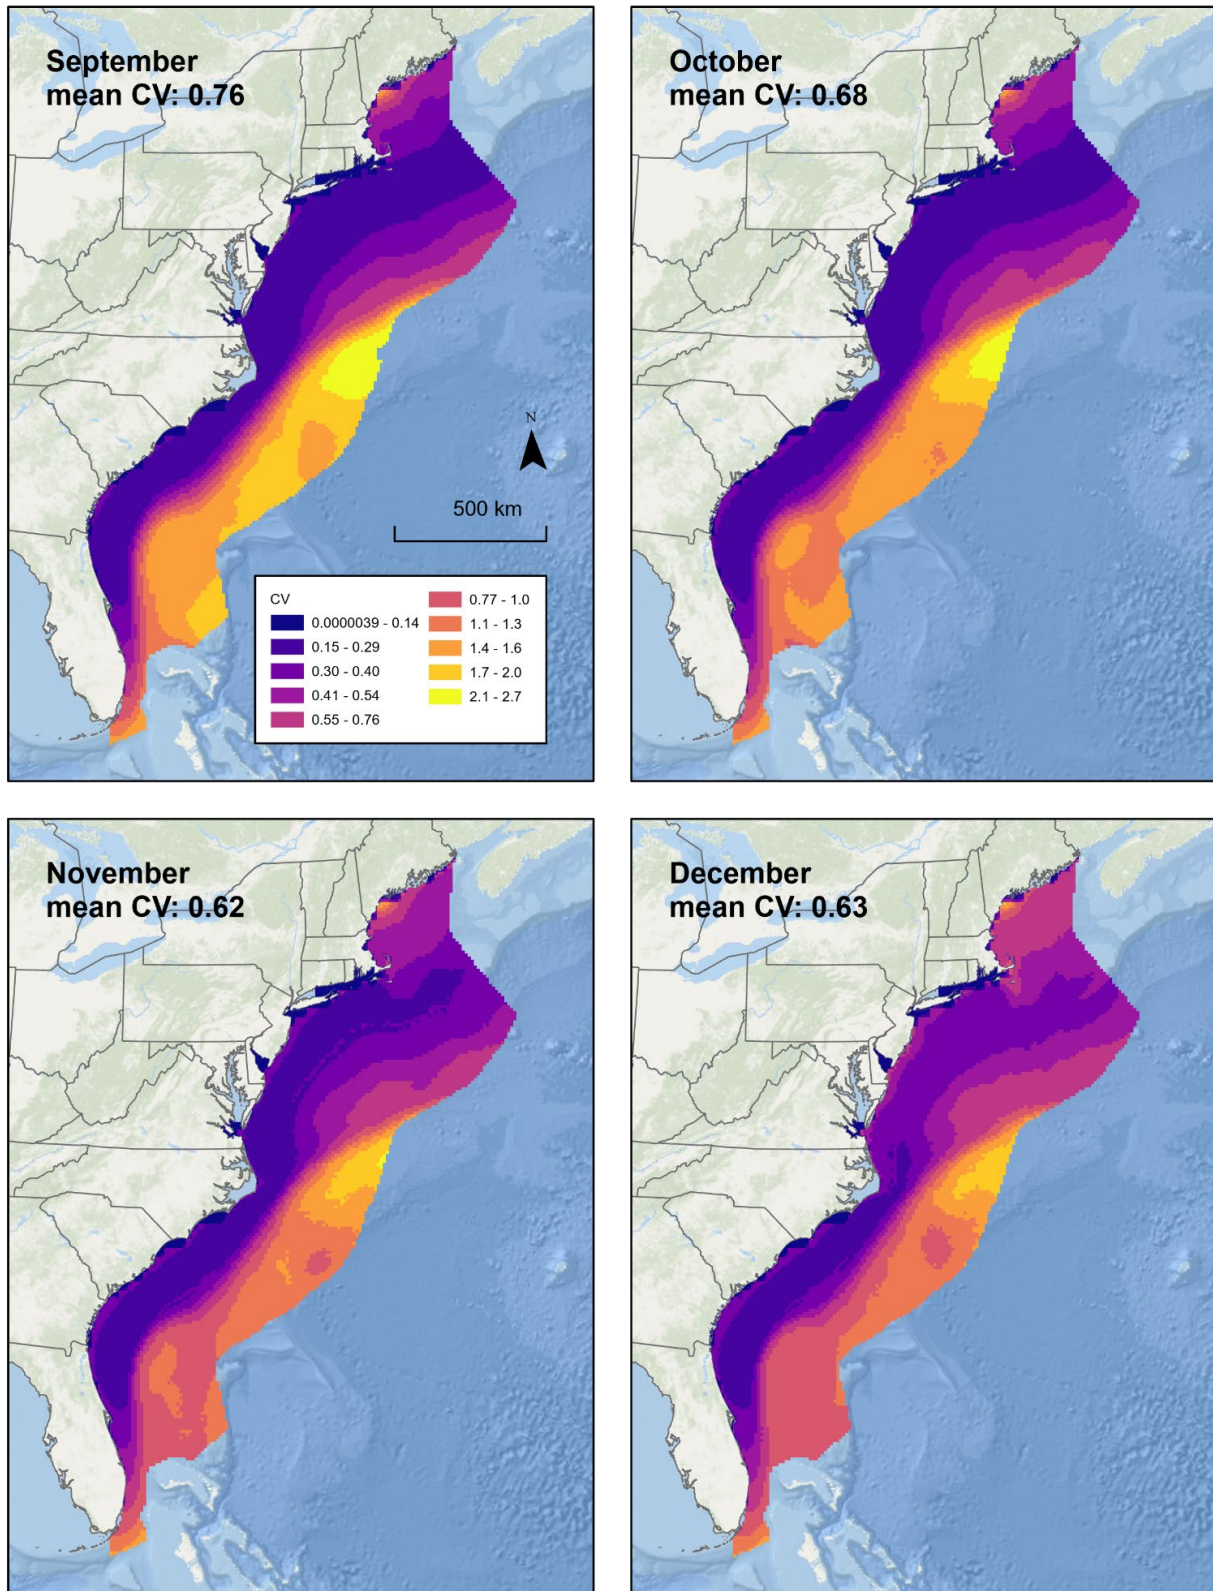 September
mean CV: 0.76
October
mean CV: 0.68
N
500 km
CV
0.0000039 - 0.14
0.15 - 0.29
0.30 - 0.40
0.41 - 0.54
0.55 - 0.76
0.77 - 1.0
1.1 - 1.3
1.4 - 1.6
1.7 - 2.0
2.1 - 2.7
November
mean CV: 0.62
December
mean CV: 0.63